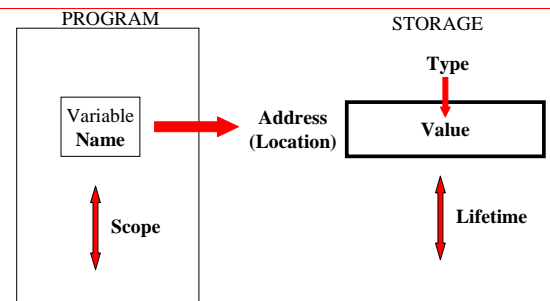 PROGRAM
STORAGE
Type
Variable
Name
Address
(Location)
Value
Scope
Lifetime